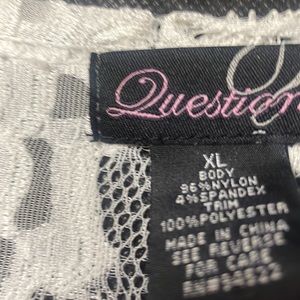 Question
XL
BODY
96%NYLON
4%SPANDEX
TRIM
100%POLYESTER
MADE IN CHINA
SEE REVERSE
FOR CARE